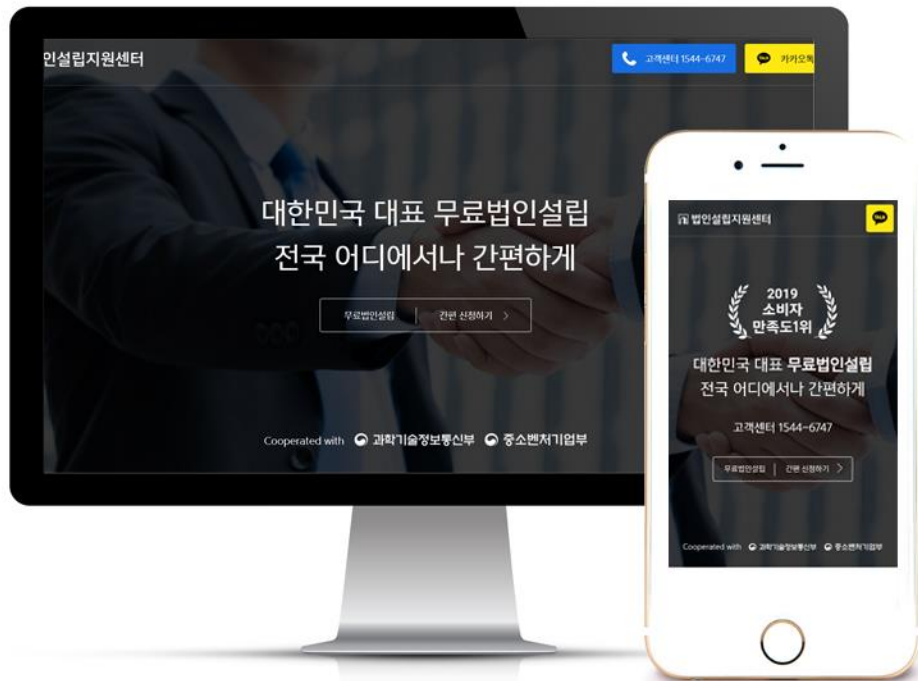 인설립지원센터
고객센터 1544-6747
TALK
카카오톡
대한민국 대표 무료법인설립
전국 어디에서나 간편하게
무료법인설립 | 간편 신청하기 >
Cooperated with 과학기술정보통신부 중소벤처기업부
법인설립지원센터
TALK
2019
소비자
만족도1위
대한민국 대표 무료법인설립
전국 어디에서나 간편하게
고객센터 1544-6747
무료법인설립 | 간편 신청하기 >
Cooperated with 과학기술정보통신부 중소벤처기업부